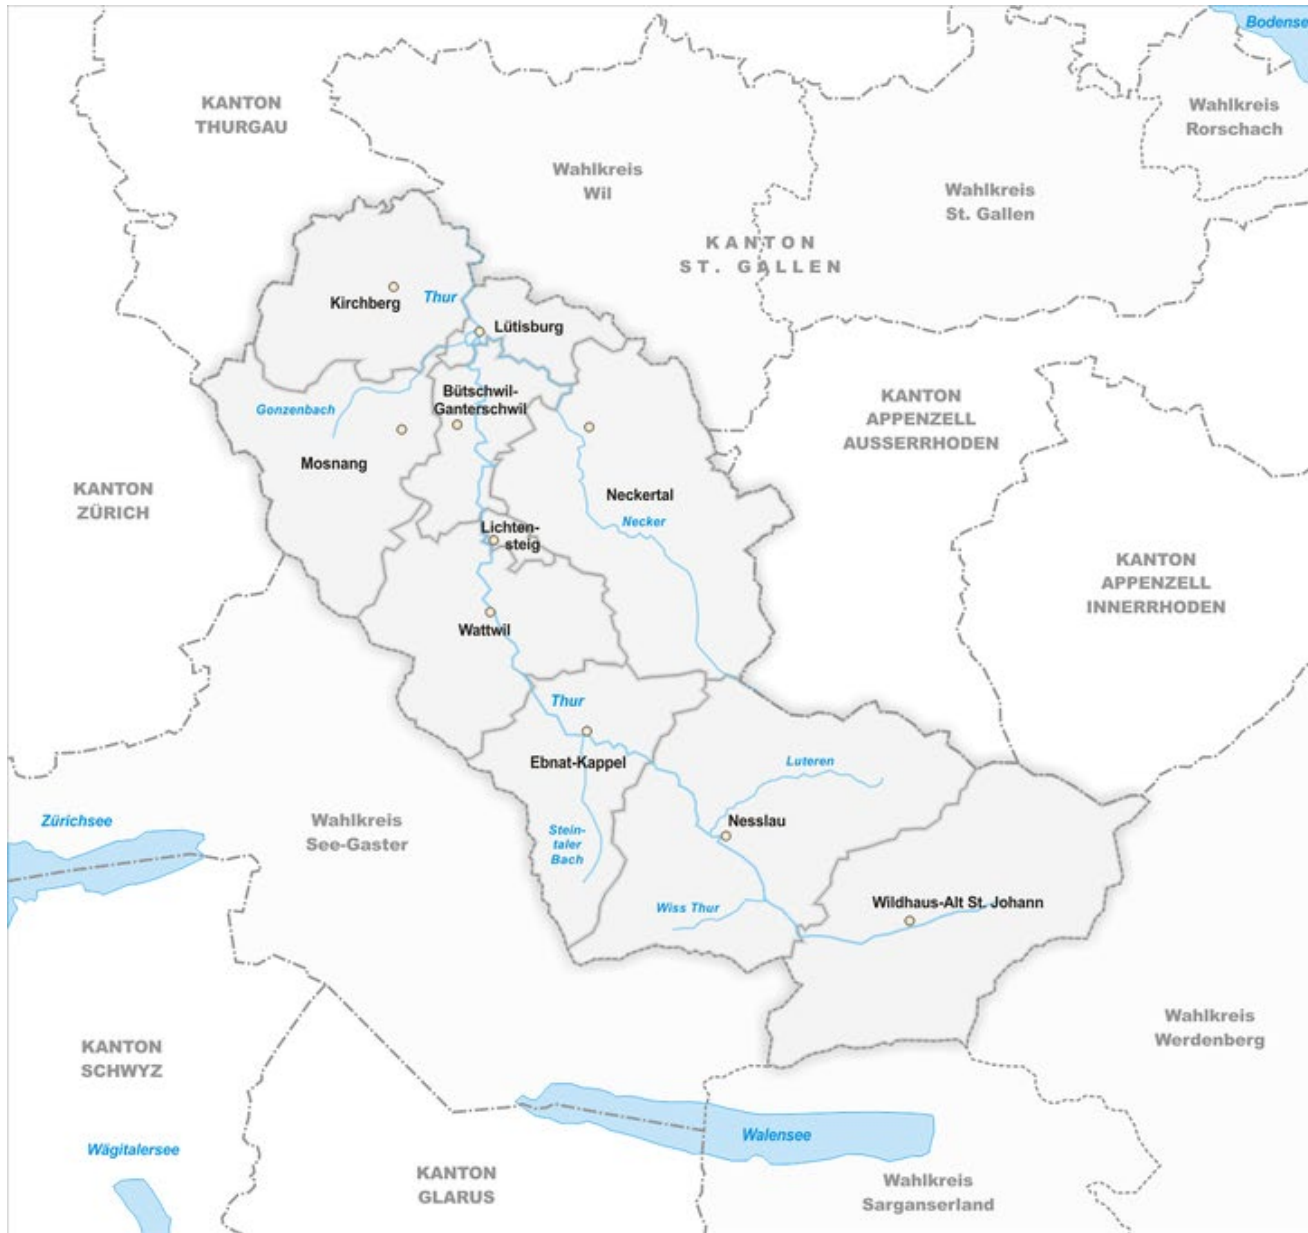 Bodensee
KANTON
THURGAU
Wahlkreis
Rorschach
Wahlkreis
Wil
Wahlkreis
St. Gallen
KANTON
ST. GALLEN
Kirchberg
Thur
Lütisburg
Bütschwil-
Ganterschwil
Gonzenbach
Mosnang
KANTON
APPENZELL
AUSSERRHODEN
KANTON
ZÜRICH
Neckertal
Necker
Lichten-
steig
KANTON
APPENZELL
INNERRHODEN
Wattwil
Thur
Ebnat-Kappel
Luteren
Zürichsee
Wahlkreis
See-Gaster
Stein-
taler
Bach
Nesslau
Wiss Thur
Wildhaus-Alt St. Johann
Wahlkreis
Werdenberg
KANTON
SCHWYZ
Wägitalersee
Walensee
KANTON
GLARUS
Wahlkreis
Sarganserland